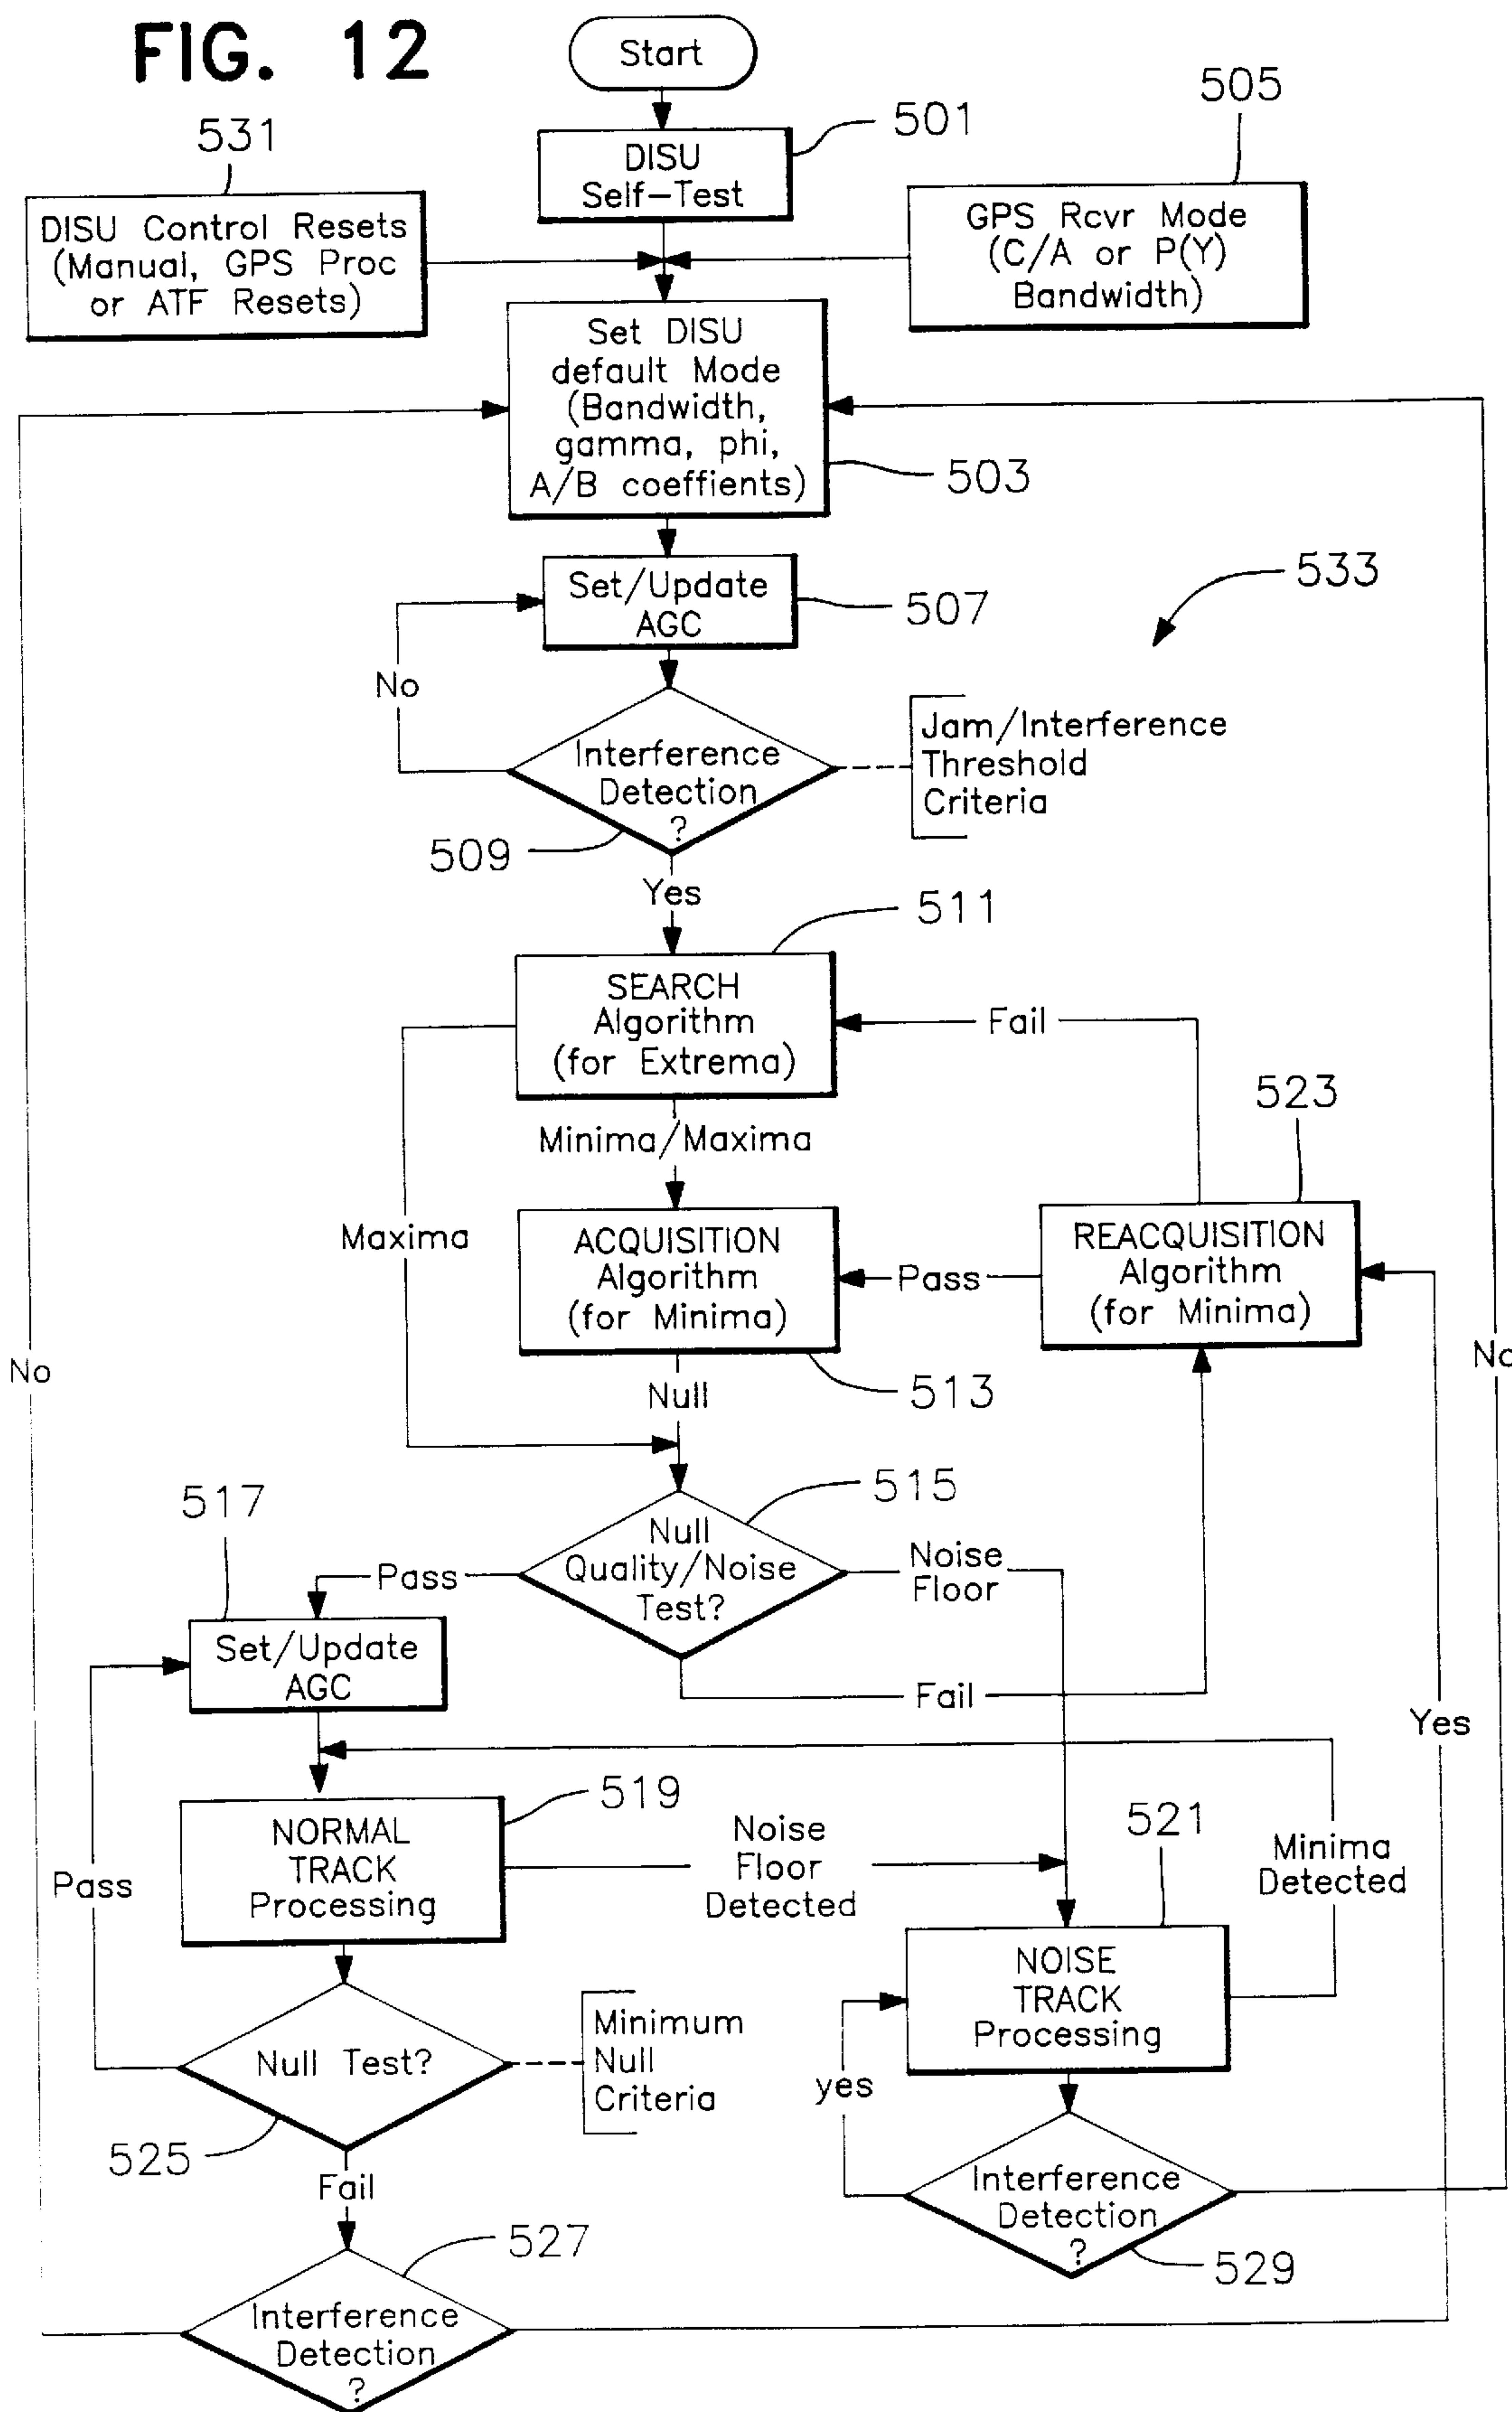 FIG. 12
Start
501
505
531
DISU
Self-Test
DISU Control Resets
(Manual, GPS Proc
or ATF Resets)
GPS Rcvr Mode
(C/A or P(Y)
Bandwidth)
Set DISU
default Mode
(Bandwidth,
gamma, phi,
A/B coeffients)
503
Set/Update
AGC
507
533
No
Interference
Detection
?
Jam/Interference
Threshold
Criteria
509
Yes
511
SEARCH
Algorithm
(for Extrema)
Fail
523
Minima/Maxima
Maxima
ACQUISITION
Algorithm
(for Minima)
Pass
REACQUISITION
Algorithm
(for Minima)
No
No
513
Null
517
515
Null
Quality/Noise
Test?
Pass
Noise
Floor
Set/Update
AGC
Fail
Yes
519
521
NORMAL
TRACK
Processing
Noise
Floor
Detected
Minima
Detected
Pass
NOISE
TRACK
Processing
Null Test?
Minimum
Null
Criteria
yes
525
Fail
Interference
Detection
?
527
529
Interference
Detection
?